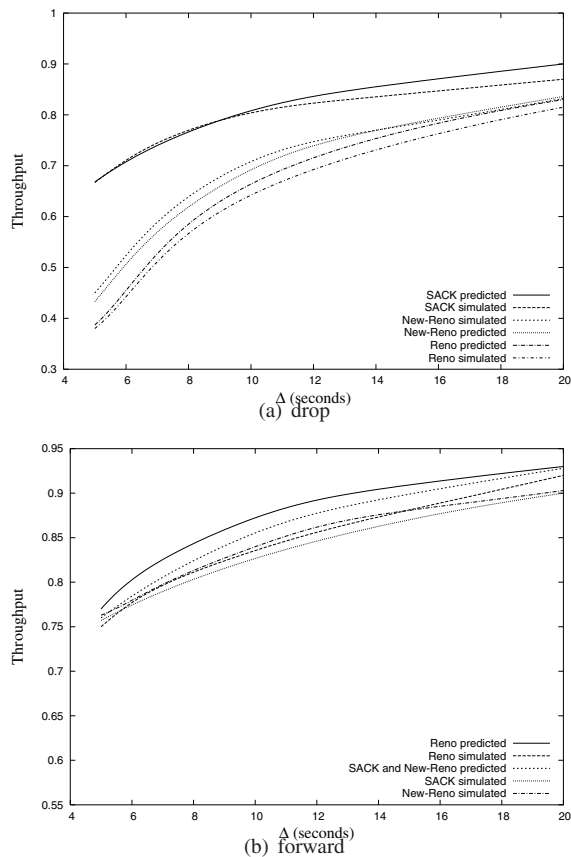 1
0.9
0.8
0.7
0.6
0.5
0.4
0.3
Throughput
SACK predicted
SACK simulated
New-Reno simulated
New-Reno predicted
Reno predicted
Reno simulated
4 6 8 10 12 14 16 18 20
Δ (seconds)
(a) drop
0.95
0.9
0.85
0.8
0.75
0.7
0.65
0.6
0.55
Throughput
Reno predicted
Reno simulated
SACK and New-Reno predicted
SACK simulated
New-Reno simulated
4 6 8 10 12 14 16 18 20
Δ (seconds)
(b) forward